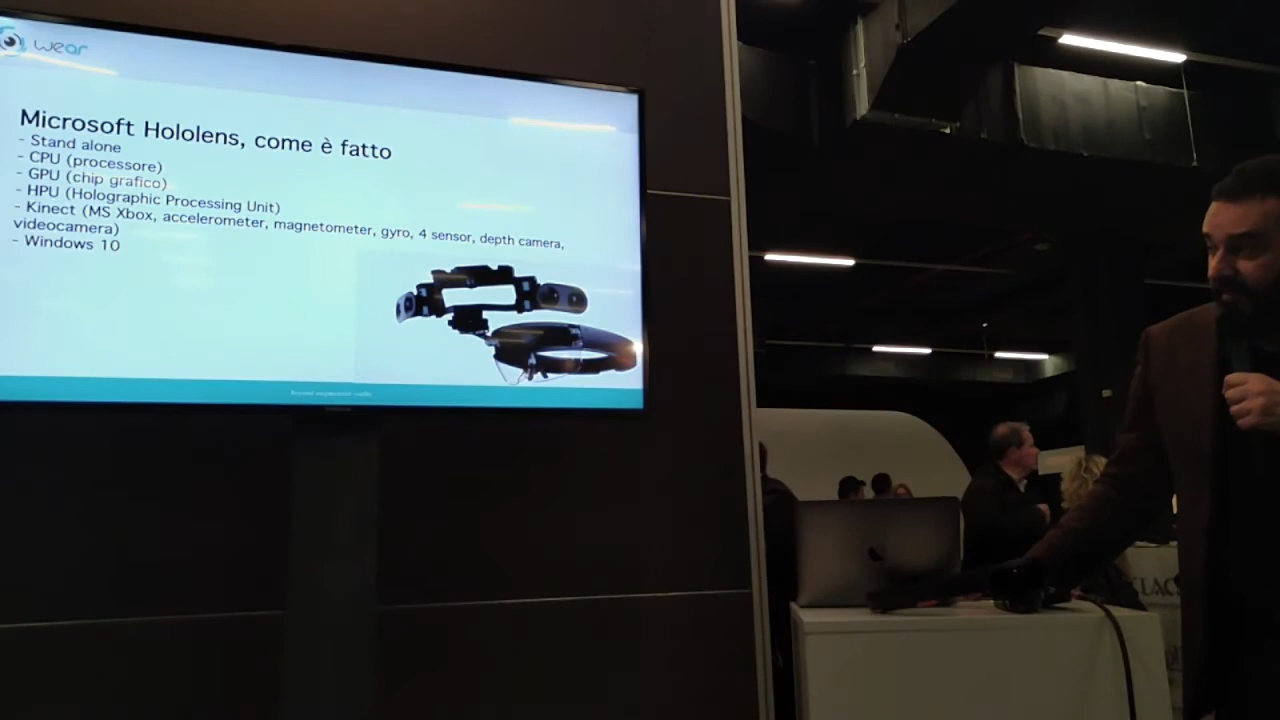 wear
Microsoft Hololens, come è fatto
- Stand alone
- CPU (processore)
- GPU (chip grafico)
- HPU (Holographic Processing Unit)
- Kinect (MS Xbox, accelerometer, magnetometer, gyro, 4 sensor, depth camera,
videocamera)
- Windows 10